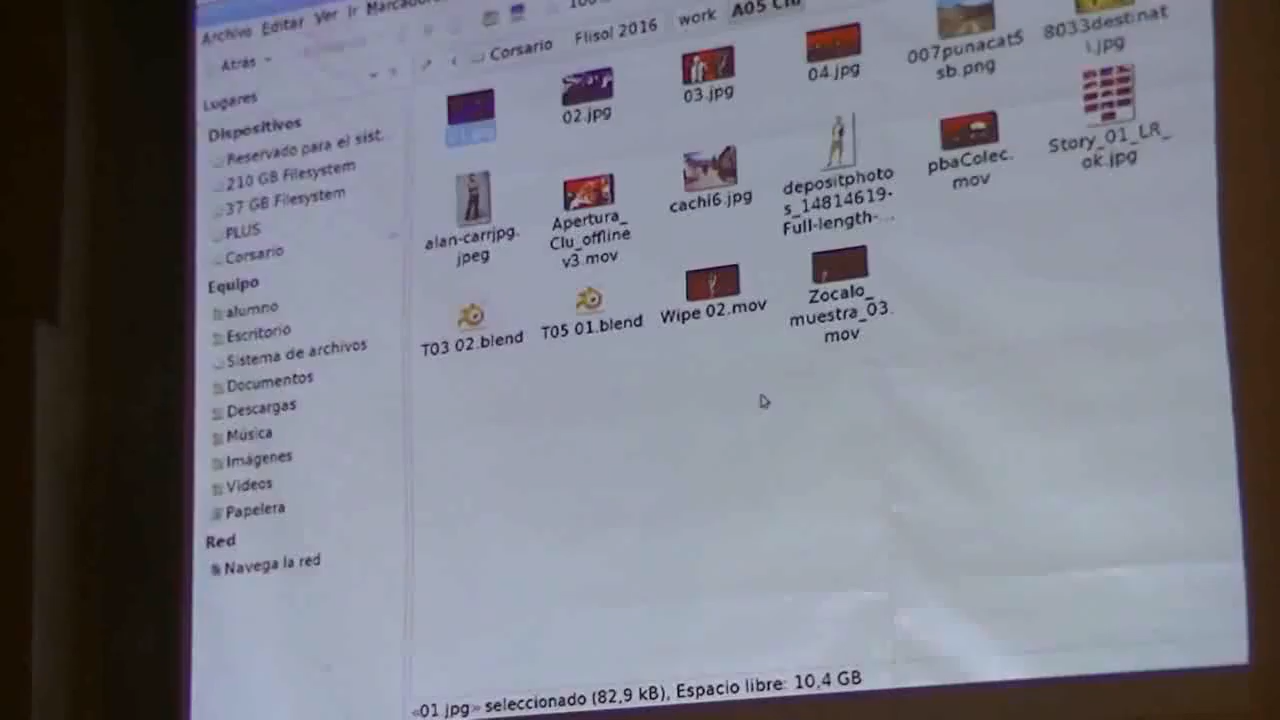 Archivo Editar Ver Ir Marcador
100
Atrás
Corsario Flisol 2016 work A05 Clu
Lugares
Dispositivos
Reservado para el sist.
210 GB Filesystem
37 GB Filesystem
PLUS
Corsario
Equipo
alumno
Escritorio
Sistema de archivos
Documentos
Descargas
Música
Imágenes
Videos
Papelera
Red
Navega la red
02.jpg
03.jpg
04.jpg
007punacat5
sb.png
8033destinat
i.jpg
alan-carrjpg.
jpeg
Apertura_
Clu_offline
v3.mov
cachi6.jpg
depositphoto
s_14814619-
Full-length-...
pbaColec.
mov
Story_01_LR_
ok.jpg
T03 02.blend
T05 01.blend
Wipe 02.mov
Zocalo_
muestra_03.
mov
«01 jpg» seleccionado (82,9 kB), Espacio libre: 10,4 GB